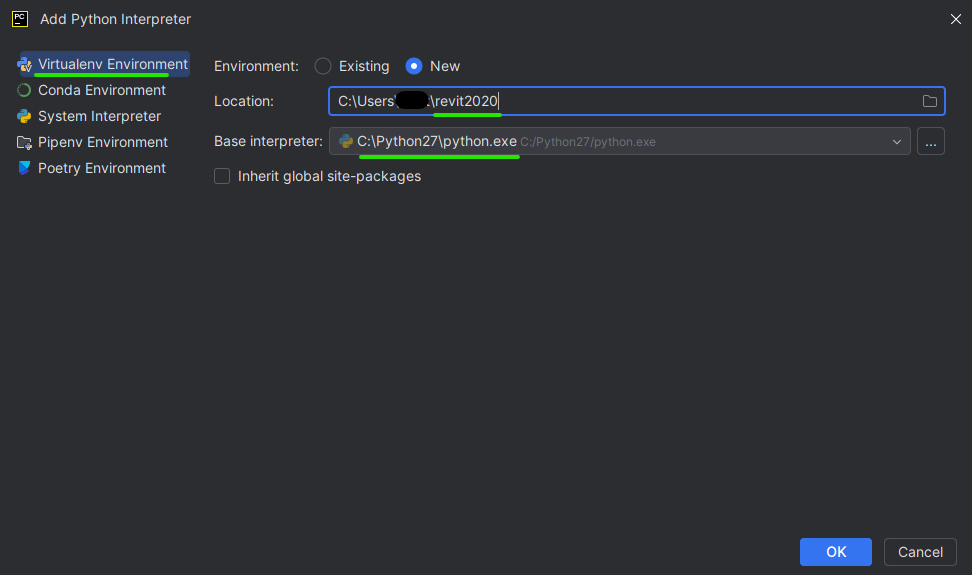 PC Add Python Interpreter
Virtualenv Environment
Conda Environment
System Interpreter
Pipenv Environment
Poetry Environment
Environment: Existing New
Location: C:\Users\ \revit2020
Base interpreter: C:\Python27\python.exe C:/Python27/python.exe ...
Inherit global site-packages
OK Cancel